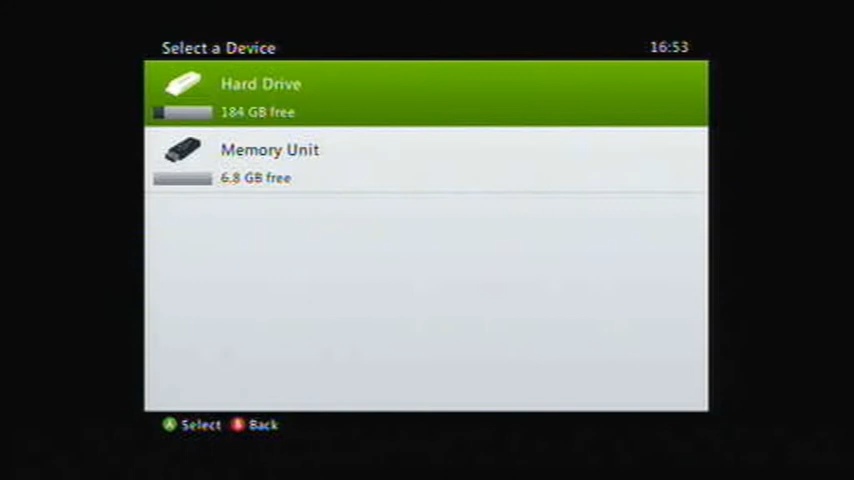 Select a Device 16:53
Hard Drive
184 GB free
Memory Unit
6.8 GB free
A Select B Back